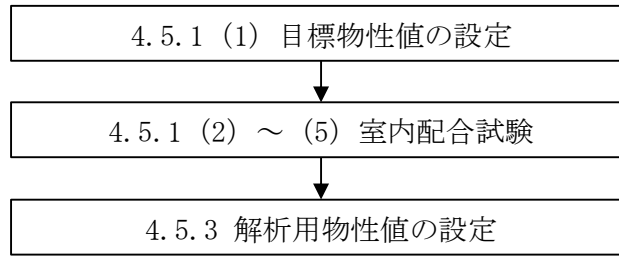 4.5.1 (1) 目標物性値の設定
4.5.1 (2) ～ (5) 室内配合試験
4.5.3 解析用物性値の設定